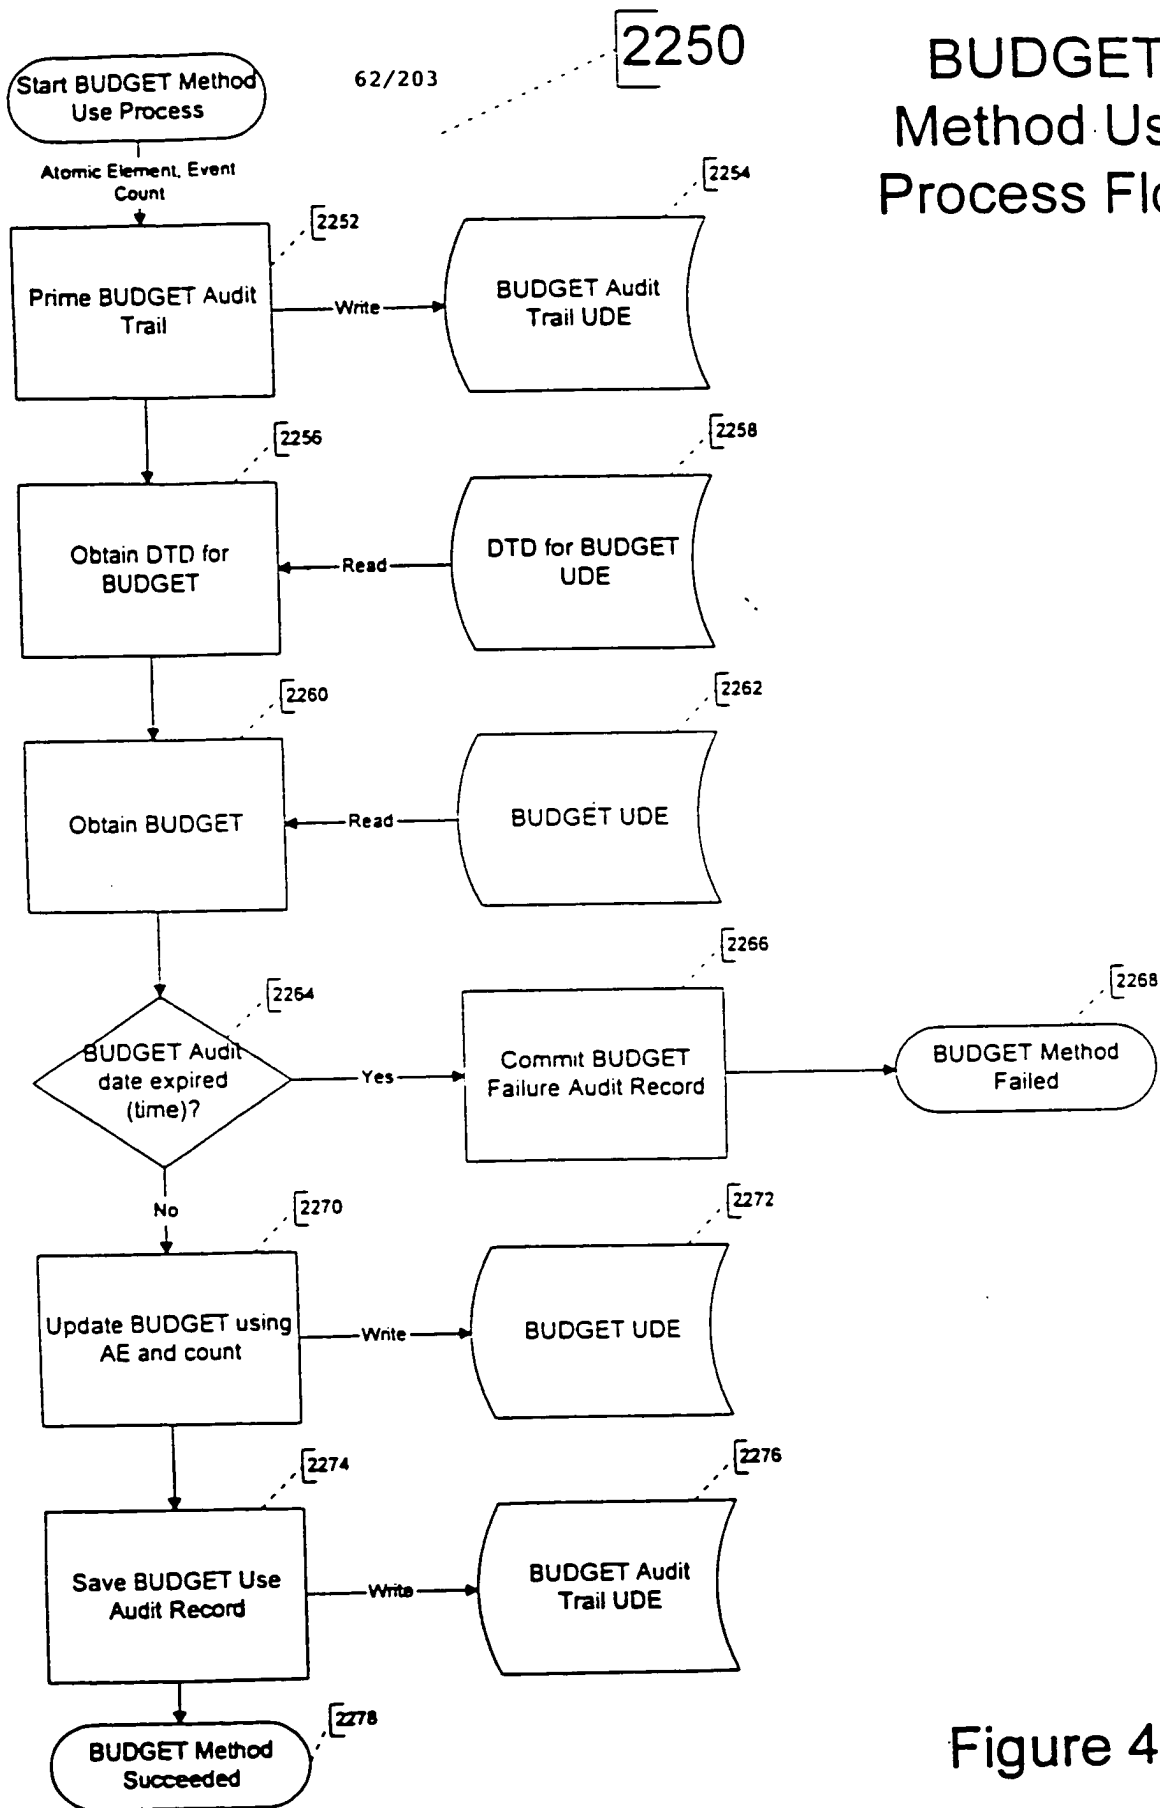 62/203
2250
BUDGET
Method Us
Process Flo
Start BUDGET Method
Use Process
Atomic Element, Event
Count
2252
2254
Prime BUDGET Audit
Trail
Write
BUDGET Audit
Trail UDE
2256
2258
Obtain DTD for
BUDGET
Read
DTD for BUDGET
UDE
2260
2262
Obtain BUDGET
Read
BUDGET UDE
2264
2266
2268
BUDGET Audit
date expired
(time)?
Yes
Commit BUDGET
Failure Audit Record
BUDGET Method
Failed
No
2270
2272
Update BUDGET using
AE and count
Write
BUDGET UDE
2274
2276
Save BUDGET Use
Audit Record
Write
BUDGET Audit
Trail UDE
2278
BUDGET Method
Succeeded
Figure 4